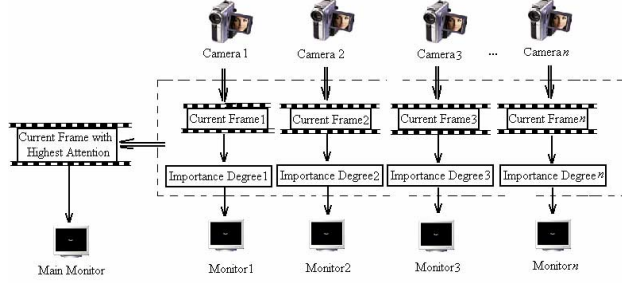 Camera 1 Camera 2 Camera3 ... Cameran
Current Frame1 Current Frame2 Current Frame3 Current Framen
Current Frame with
Highest Attention
Importance Degree1 Importance Degree2 Importance Degree3 Importance Degreen
Main Monitor Monitor1 Monitor2 Monitor3 Monitorn